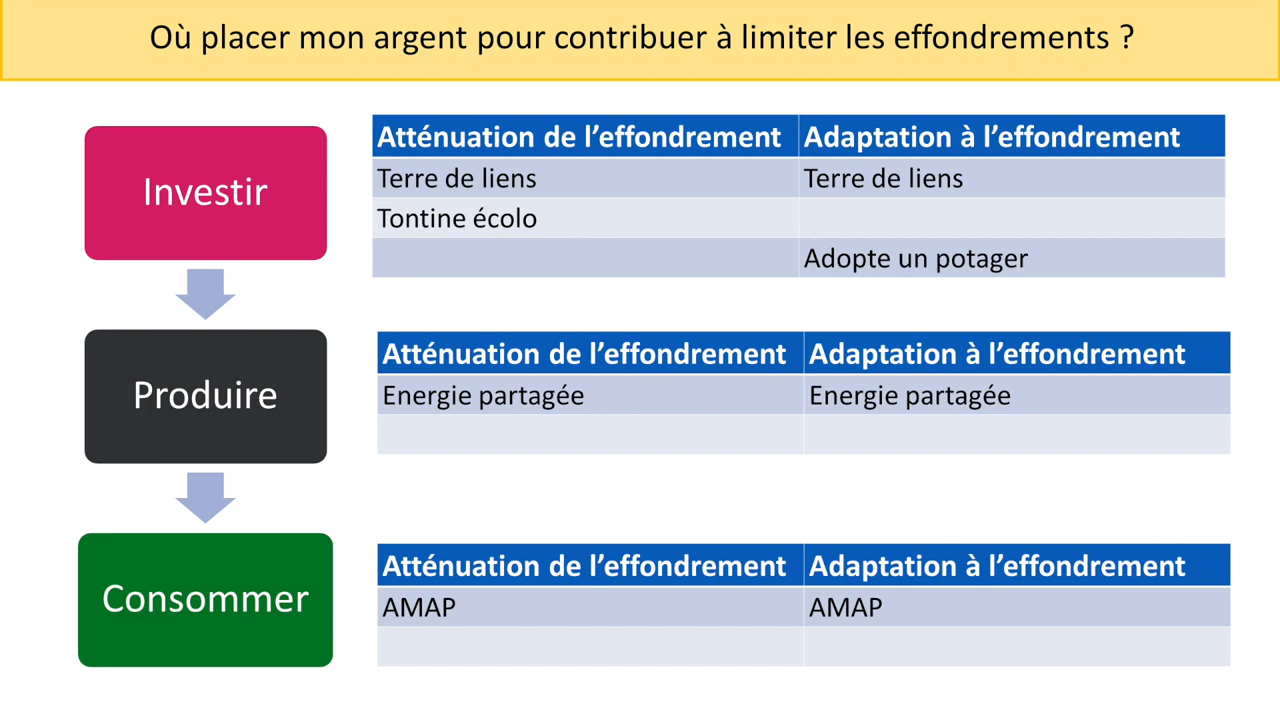 Où placer mon argent pour contribuer à limiter les effondrements ?
Investir
Atténuation de l’effondrement Adaptation à l’effondrement
Terre de liens Terre de liens
Tontine écolo
Adopte un potager
Produire
Atténuation de l’effondrement Adaptation à l’effondrement
Energie partagée Energie partagée
Consommer
Atténuation de l’effondrement Adaptation à l’effondrement
AMAP AMAP